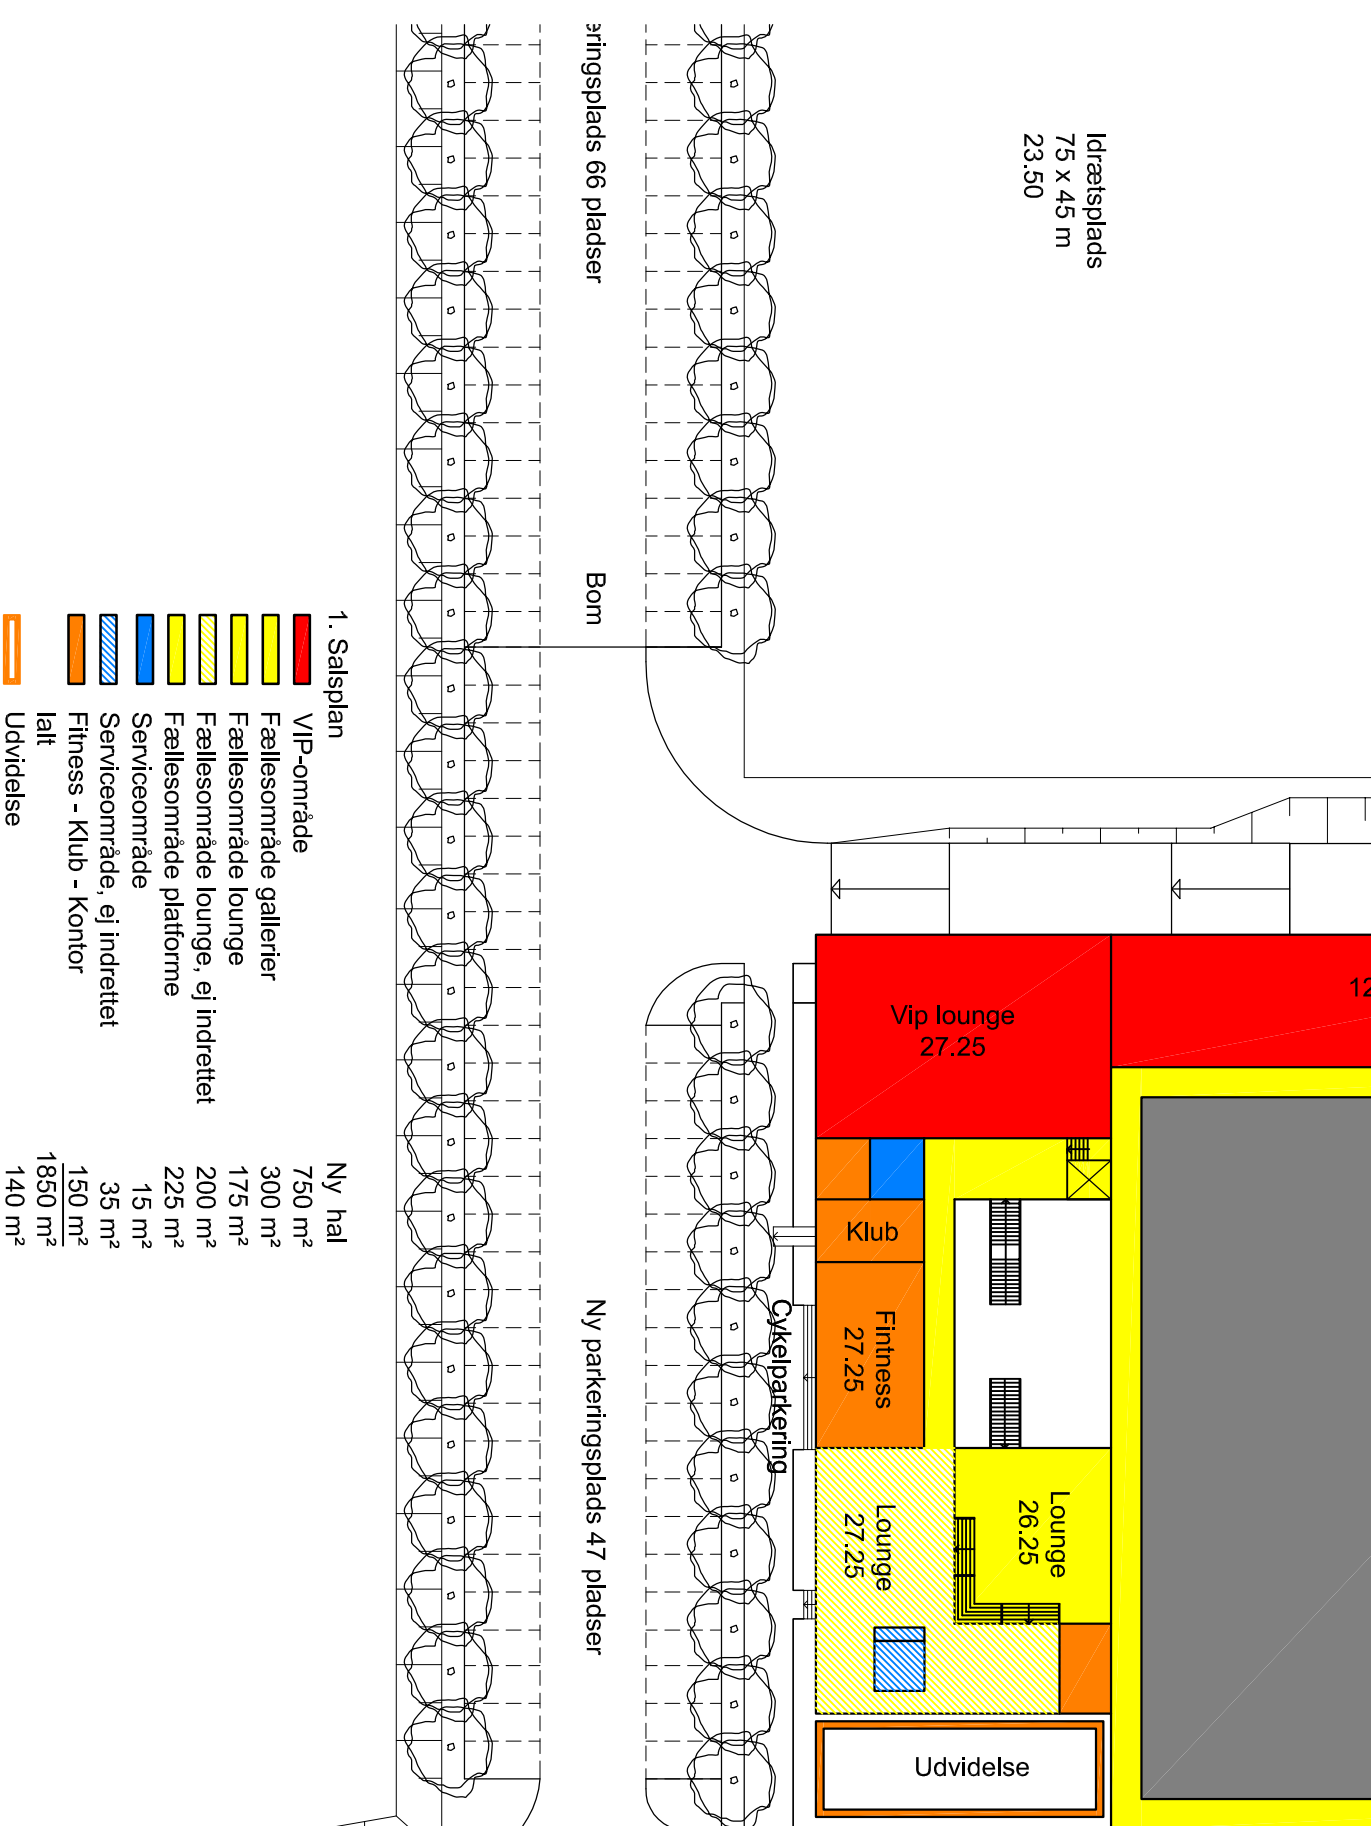 Idrætsplads
75 x 45 m
23.50
eringsplads 66 pladser
Bom
Vip lounge
27.25
12
Klub
Fintness
27.25
Cykelparkering
Ny parkeringsplads 47 pladser
Lounge
26.25
Lounge
27.25
Udvidelse
1. Salsplan Ny hal
VIP-område 750 m²
Fællesområde gallerier 300 m²
Fællesområde lounge 175 m²
Fællesområde lounge, ej indrettet 200 m²
Fællesområde platforme 225 m²
Serviceområde 15 m²
Serviceområde, ej indrettet 35 m²
Fitness - Klub - Kontor 150 m²
Ialt 1850 m²
Udvidelse 140 m²